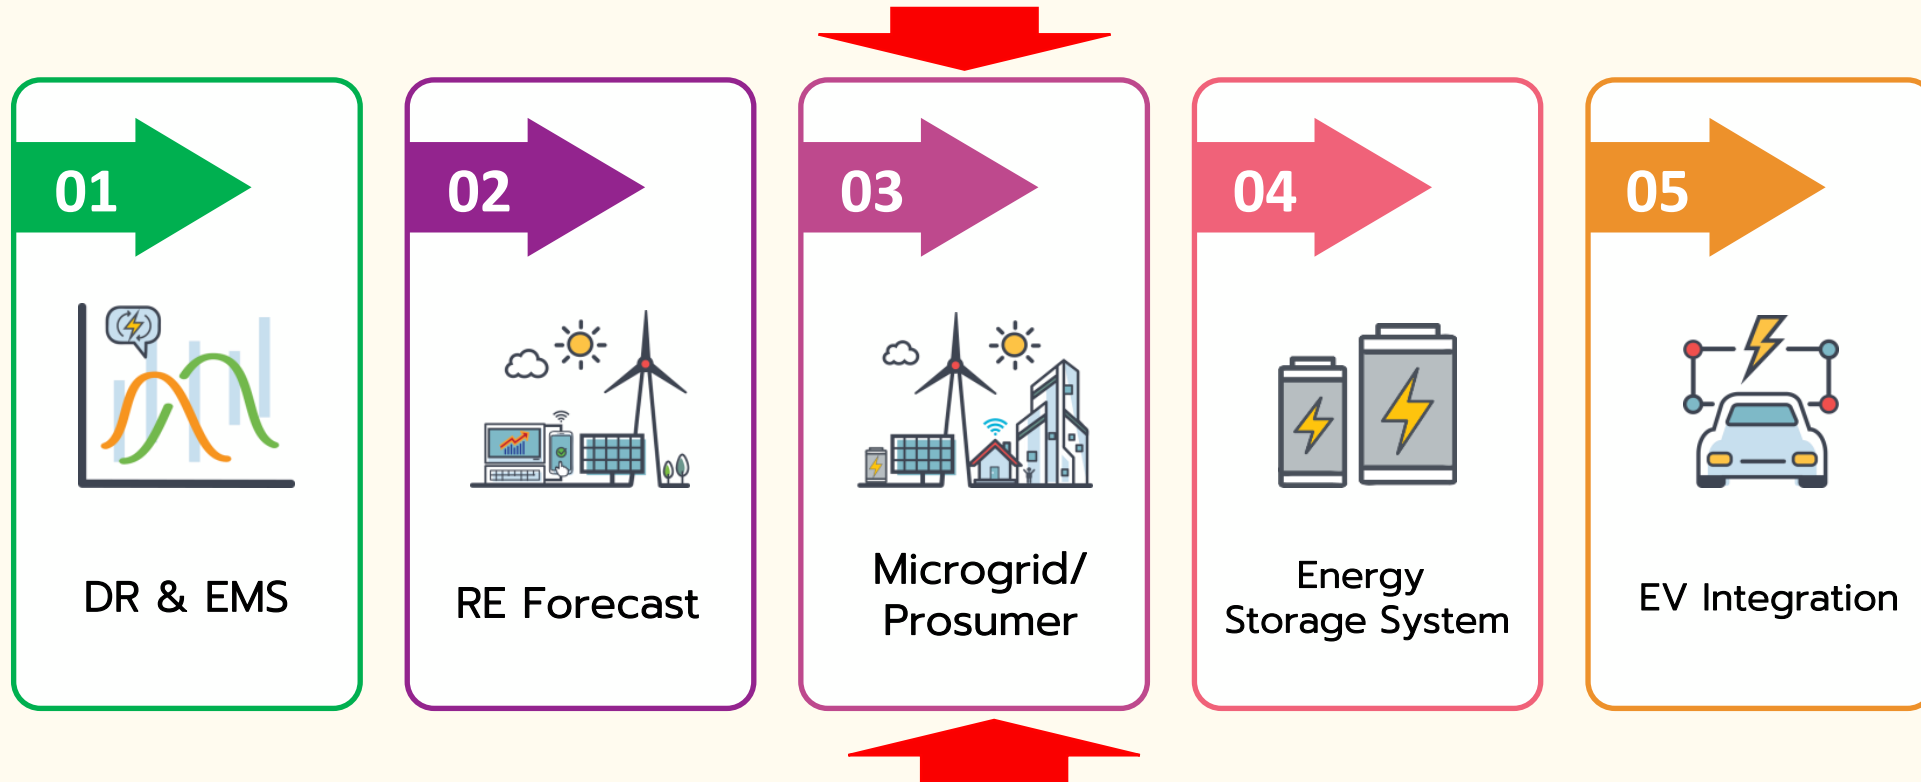 01
02
03
04
05
DR & EMS
RE Forecast
Microgrid/
Prosumer
Energy
Storage System
EV Integration